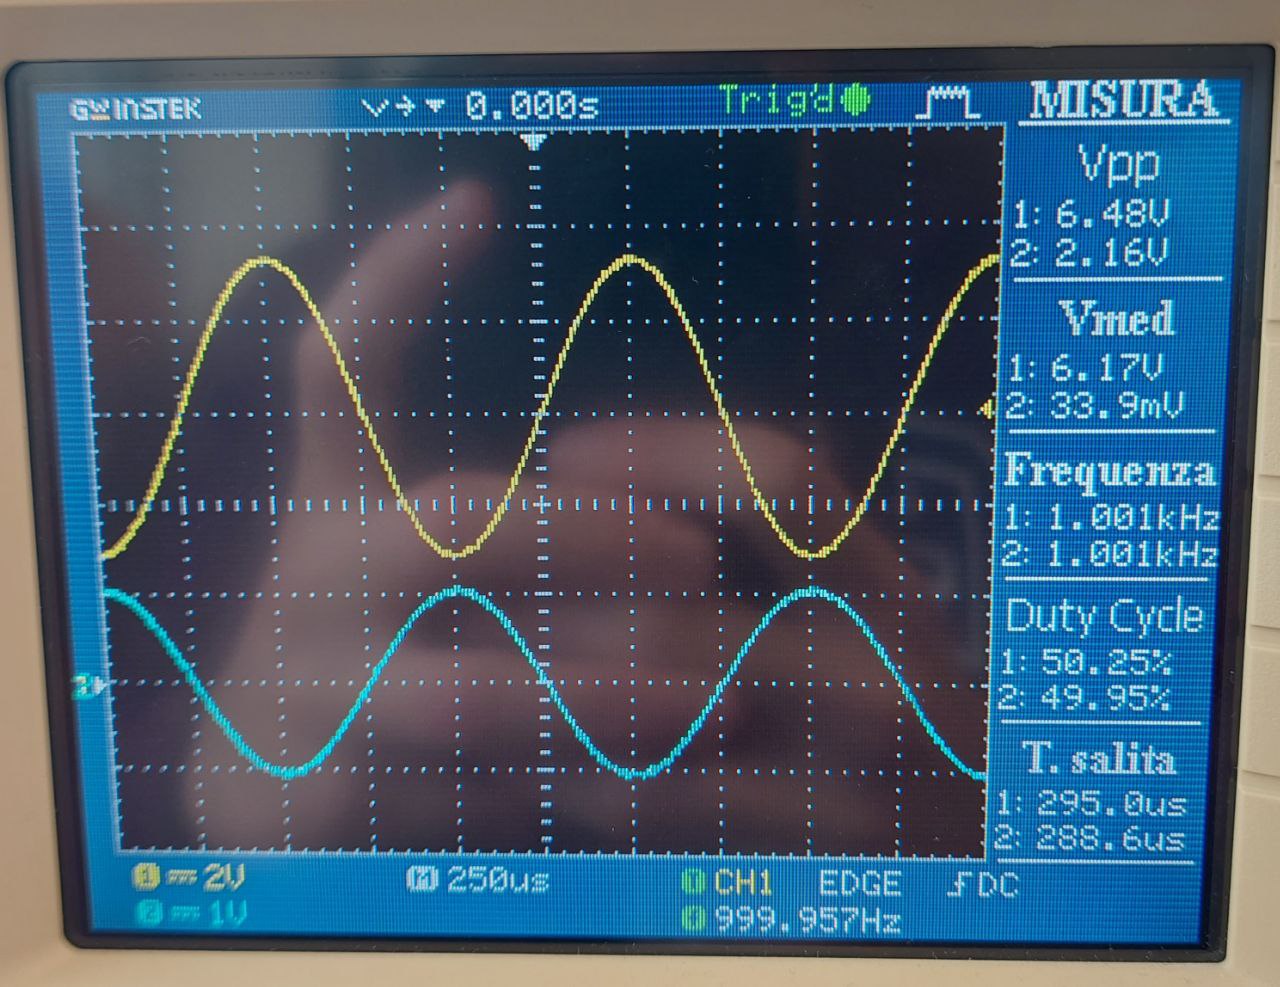 GW INSTEK 0.000s Trig'd MISURA
Vpp
1: 6.48V
2: 2.16V
Vmed
1: 6.17V
2: 33.9mV
Frequenza
1: 1.001kHz
2: 1.001kHz
Duty Cycle
1: 50.25%
2: 49.95%
T. salita
1: 295.0us
2: 288.6us
2
1 2V M 250us T CH1 EDGE DC
2 1V 999.957Hz